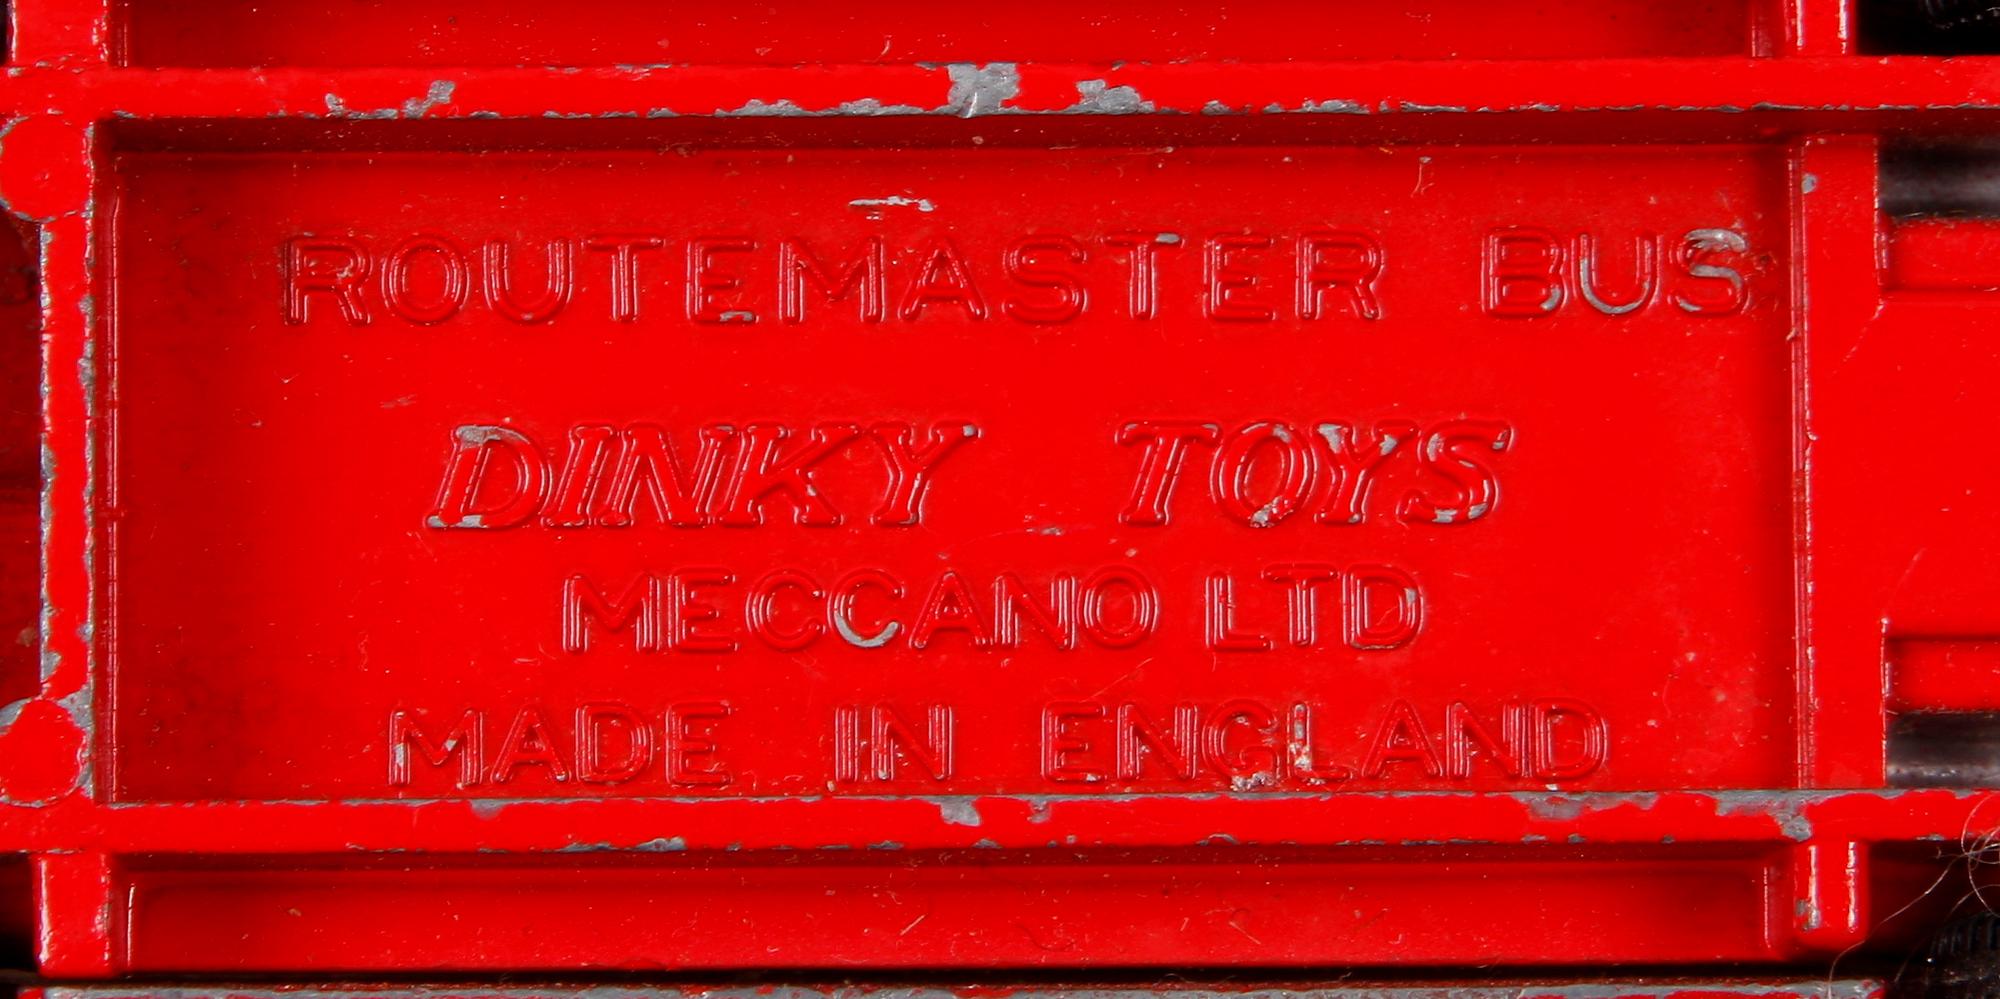 ROUTEMASTER BUS
DINKY TOYS
MECCANO LTD
MADE IN ENGLAND